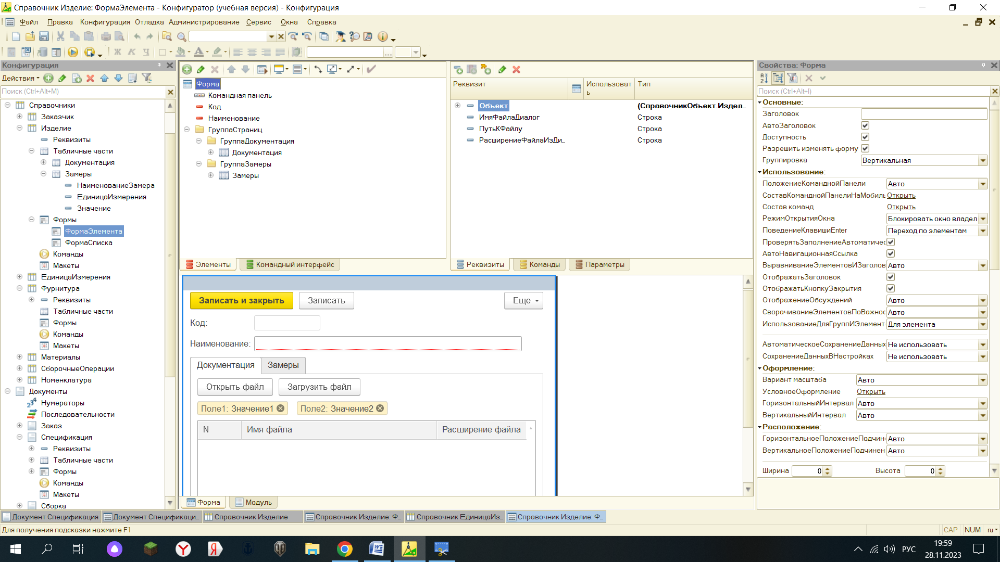 Справочник Изделие: ФормаЭлемента - Конфигуратор (учебная версия) - Конфигурация
Файл Правка Конфигурация Отладка Администрирование Сервис Окна Справка
Ж К Ч
Конфигурация
Действия
Поиск (Ctrl+Alt+M)
Справочники
Заказчик
Изделие
Реквизиты
Табличные части
Документация
Замеры
НаименованиеЗамера
ЕдиницаИзмерения
Значение
Формы
ФормаЭлемента
ФормаСписка
Команды
Макеты
ЕдиницаИзмерения
Фурнитура
Реквизиты
Табличные части
Формы
Команды
Макеты
Материалы
СборочныеОперации
Номенклатура
Документы
Нумераторы
Последовательности
Заказ
Спецификация
Реквизиты
Табличные части
Формы
Команды
Макеты
Сборка
Форма
Командная панель
Код
Наименование
ГруппаСтраниц
ГруппаДокументация
Документация
ГруппаЗамеры
Замеры
Элементы Командный интерфейс
Реквизит Использовать Тип
Объект (СправочникОбъект.Издел...
ИмяФайлаДиалог Строка
ПутьКФайлу Строка
РасширениеФайлаИзДи... Строка
Реквизиты Команды Параметры
Записать и закрыть Записать Еще
Код:
Наименование:
Документация Замеры
Открыть файл Загрузить файл
Поле1: Значение1 Поле2: Значение2
N Имя файла Расширение файла
Форма Модуль
Свойства: Форма
Поиск (Ctrl+Alt+I)
Основные:
Заголовок
АвтоЗаголовок
Доступность
Разрешить изменять форму
Группировка Вертикальная
Использование:
ПоложениеКоманднойПанели Авто
СоставКоманднойПанелиНаМобиль Открыть
Состав команд Открыть
РежимОткрытияОкна Блокировать окно владел
ПоведениеКлавишиEnter Переход по элементам
ПроверятьЗаполнениеАвтоматичес
АвтоНавигационнаяСсылка
ВыравниваниеЭлементовИЗаголов Авто
ОтображатьЗаголовок
ОтображатьКнопкуЗакрытия
ОтображениеОбсуждений Авто
СворачиваниеЭлементовПоВажнос Авто
ИспользованиеДляГруппИЭлемент Для элемента
АвтоматическоеСохранениеДанных Не использовать
СохранениеДанныхВНастройках Не использовать
Оформление:
Вариант масштаба Авто
УсловноеОформление Открыть
ГоризонтальныйИнтервал Авто
ВертикальныйИнтервал Авто
Расположение:
ГоризонтальноеПоложениеПодчин Авто
ВертикальноеПоложениеПодчинен Авто
Ширина 0 Высота 0
Документ Спецификация Документ Спецификаци... Справочник Изделие Справочник Изделие: Ф... Справочник ЕдиницаИз... Справочник Изделие: Ф...
Для получения подсказки нажмите F1
CAP NUM ru
РУС
19:59
28.11.2023